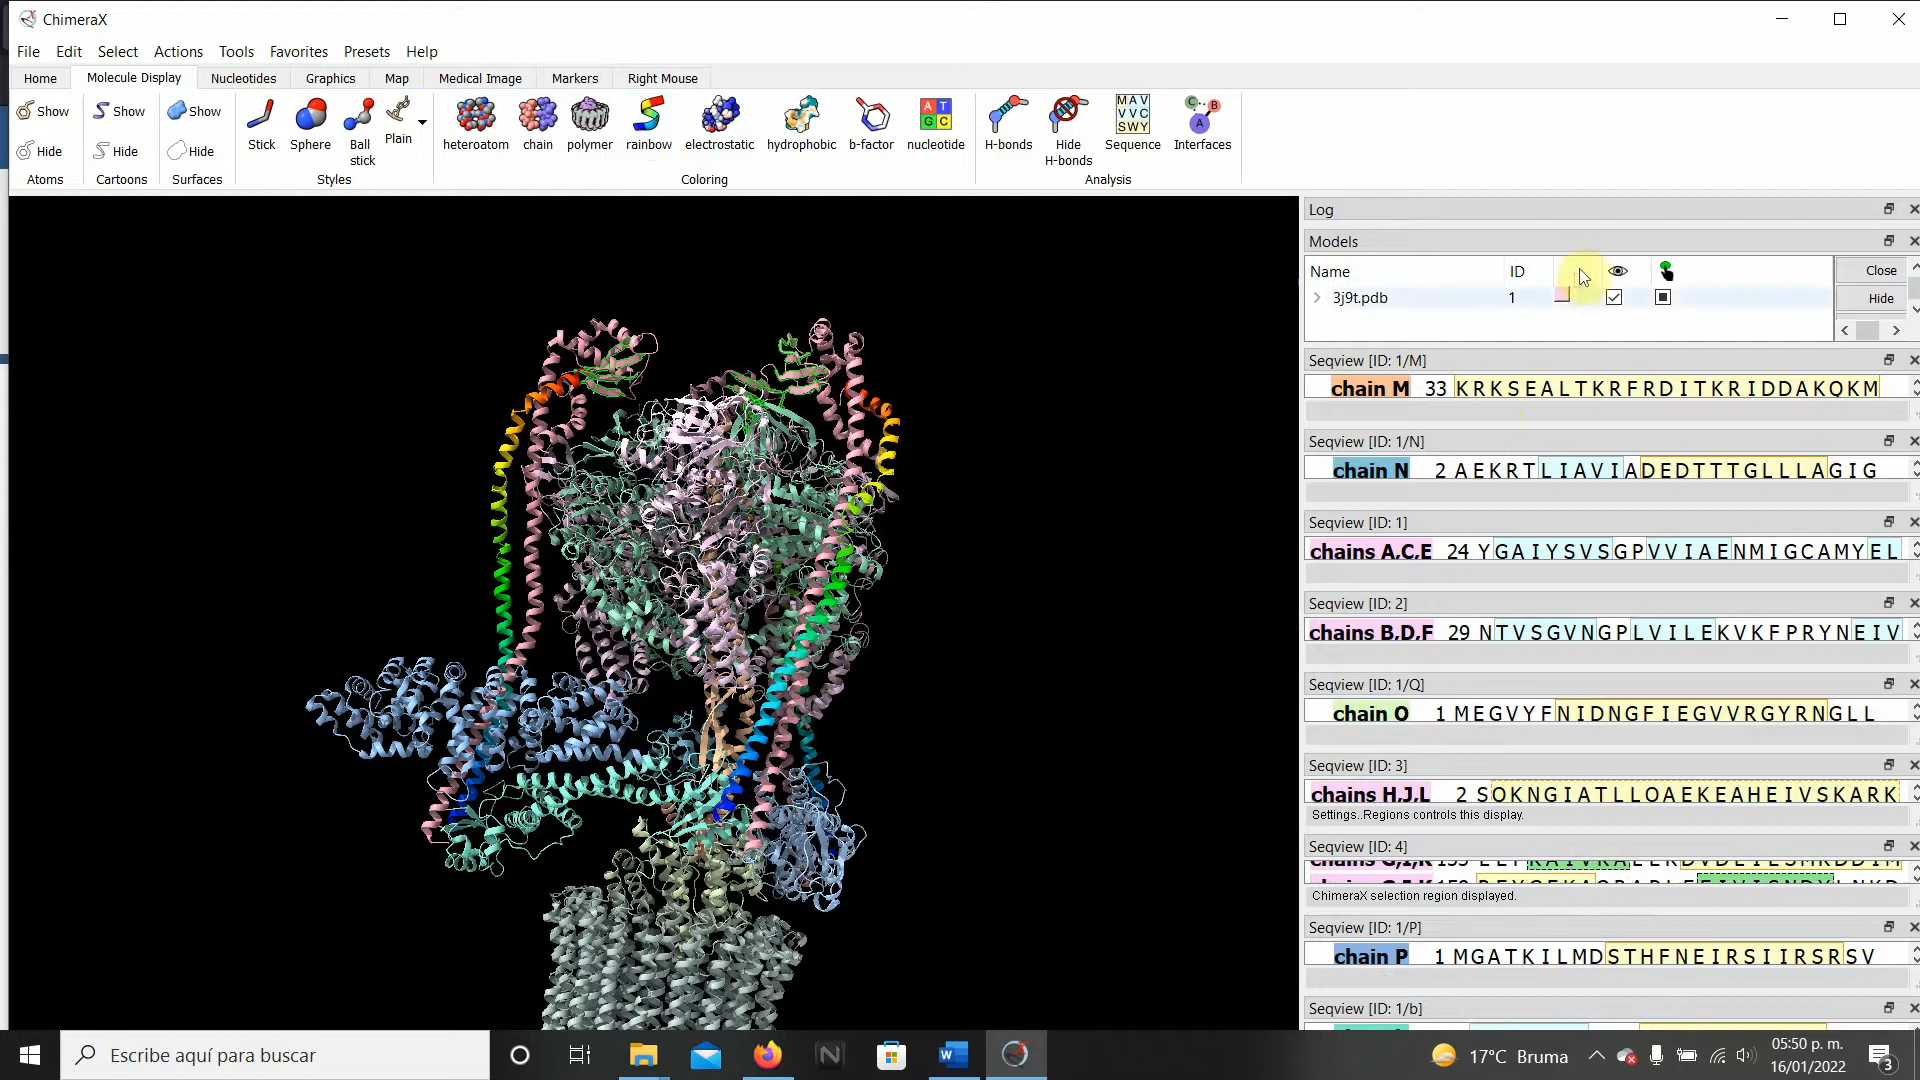 ChimeraX
File Edit Select Actions Tools Favorites Presets Help
Home Molecule Display Nucleotides Graphics Map Medical Image Markers Right Mouse
Show Show Show
Hide Hide Hide
Atoms Cartoons Surfaces
Stick Sphere Ball stick Plain
Styles
heteroatom chain polymer rainbow electrostatic hydrophobic b-factor nucleotide
Coloring
H-bonds Hide H-bonds Sequence Interfaces
Analysis
Log
Models
Name ID
3j9t.pdb 1
Close
Hide
Seqview [ID: 1/M]
chain M 33 KRKSEALTKRFRDITKRIDDAKQKM
Seqview [ID: 1/N]
chain N 2 AEKRTLIAVIADEDTTTGLLLAGIG
Seqview [ID: 1]
chains A,C,E 24 YGAIYSVSGPVVIAENMIGCAMYEL
Seqview [ID: 2]
chains B,D,F 29 NTVSGVNGPLVILEKVKFPRYNEIV
Seqview [ID: 1/Q]
1 MEGVYFNIDNGFIEGVVRGYRNGLL
Seqview [ID: 3]
chains H,J,L 2 S
Settings..Regions controls this display.
Seqview [ID: 4]
ChimeraX selection region displayed.
Seqview [ID: 1/P]
chain P 1 MGATKILMDSTHFNEIRSIIRSRSV
Seqview [ID: 1/b]
Escribe aquí para buscar
17°C Bruma
05:50 p. m.
16/01/2022
3